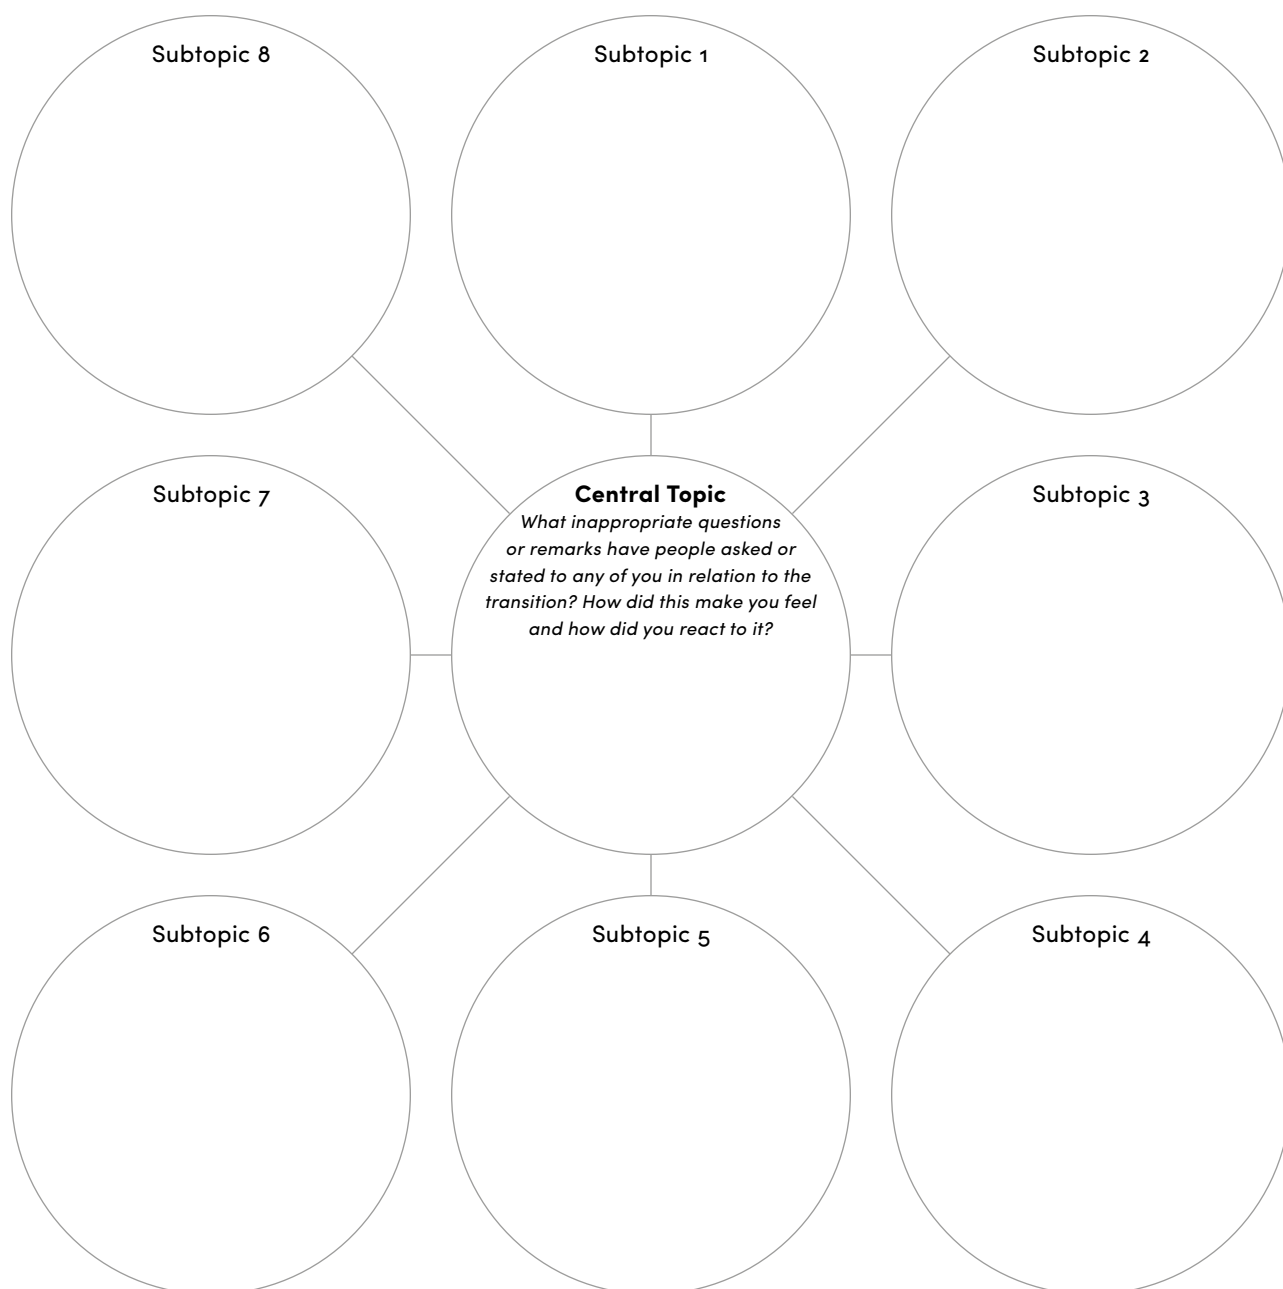 Subtopic 8
Subtopic 1
Subtopic 2
Subtopic 7
Central Topic
What inappropriate questions
or remarks have people asked or
stated to any of you in relation to the
transition? How did this make you feel
and how did you react to it?
Subtopic 3
Subtopic 6
Subtopic 5
Subtopic 4